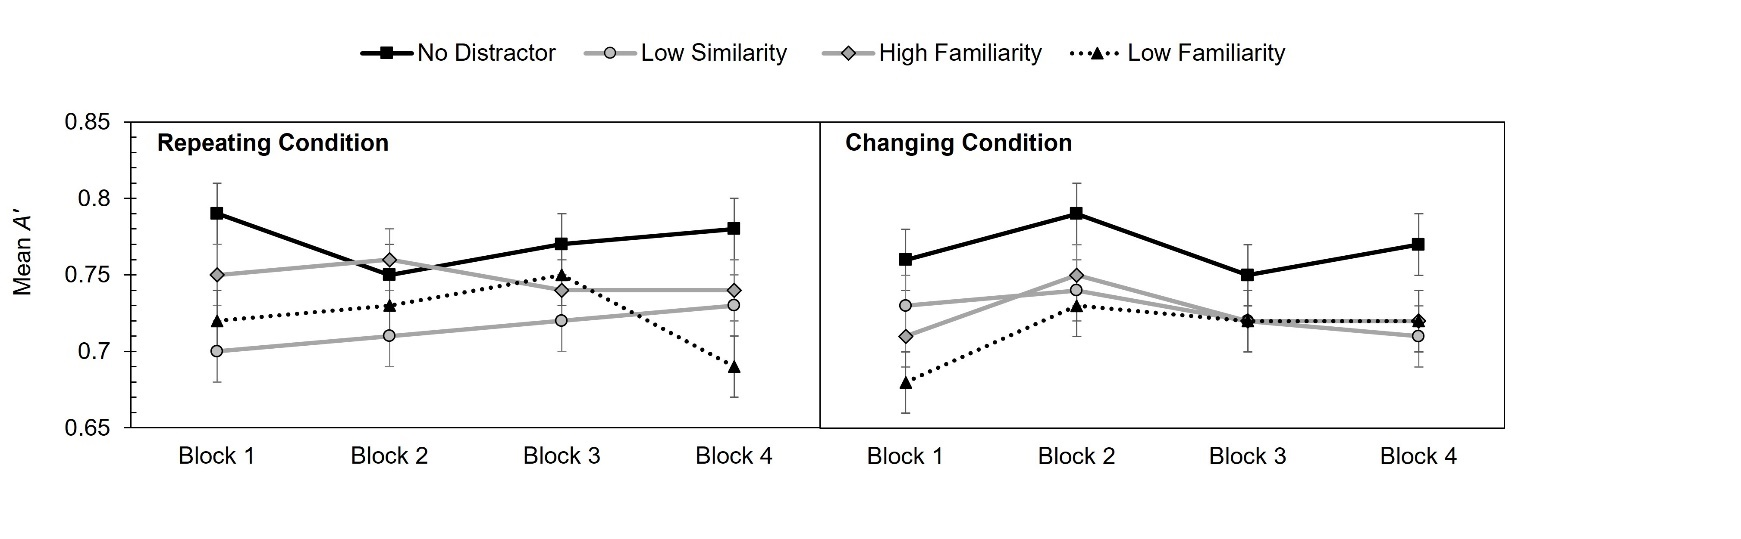 No Distractor Low Similarity High Familiarity Low Familiarity
Repeating Condition
Changing Condition
Mean A′
0.85
0.8
0.75
0.7
0.65
Block 1 Block 2 Block 3 Block 4
Block 1 Block 2 Block 3 Block 4